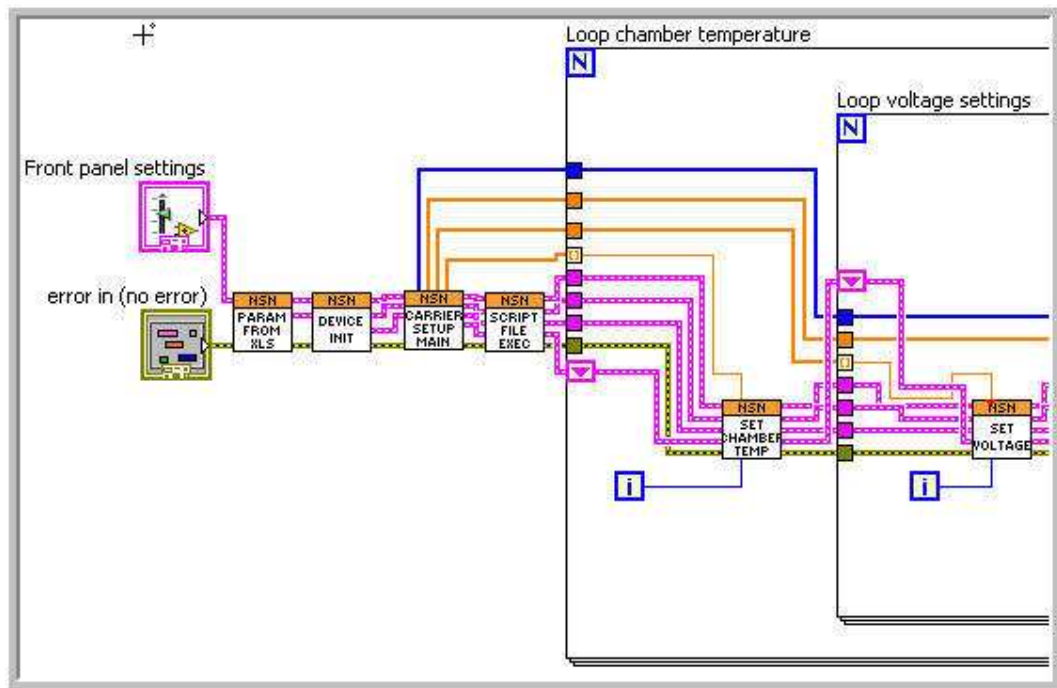 Loop chamber temperature
N
Loop voltage settings
N
Front panel settings
error in (no error)
NSN
PARAM
FROM
XLS
NSN
DEVICE
INIT
NSN
CARRIER
SETUP
MAIN
NSN
SCRIPT
FILE
EXEC
NSN
SET
CHAMBER
TEMP
NSN
SET
VOLTAGE
i
i